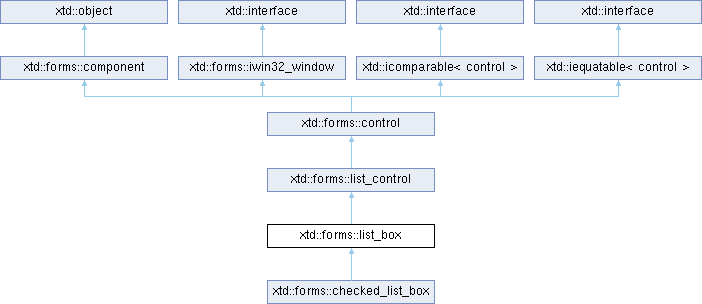 xtd::object
xtd::interface
xtd::interface
xtd::interface
xtd::forms::component
xtd::forms::iwin32_window
xtd::icomparable< control >
xtd::iequatable< control >
xtd::forms::control
xtd::forms::list_control
xtd::forms::list_box
xtd::forms::checked_list_box